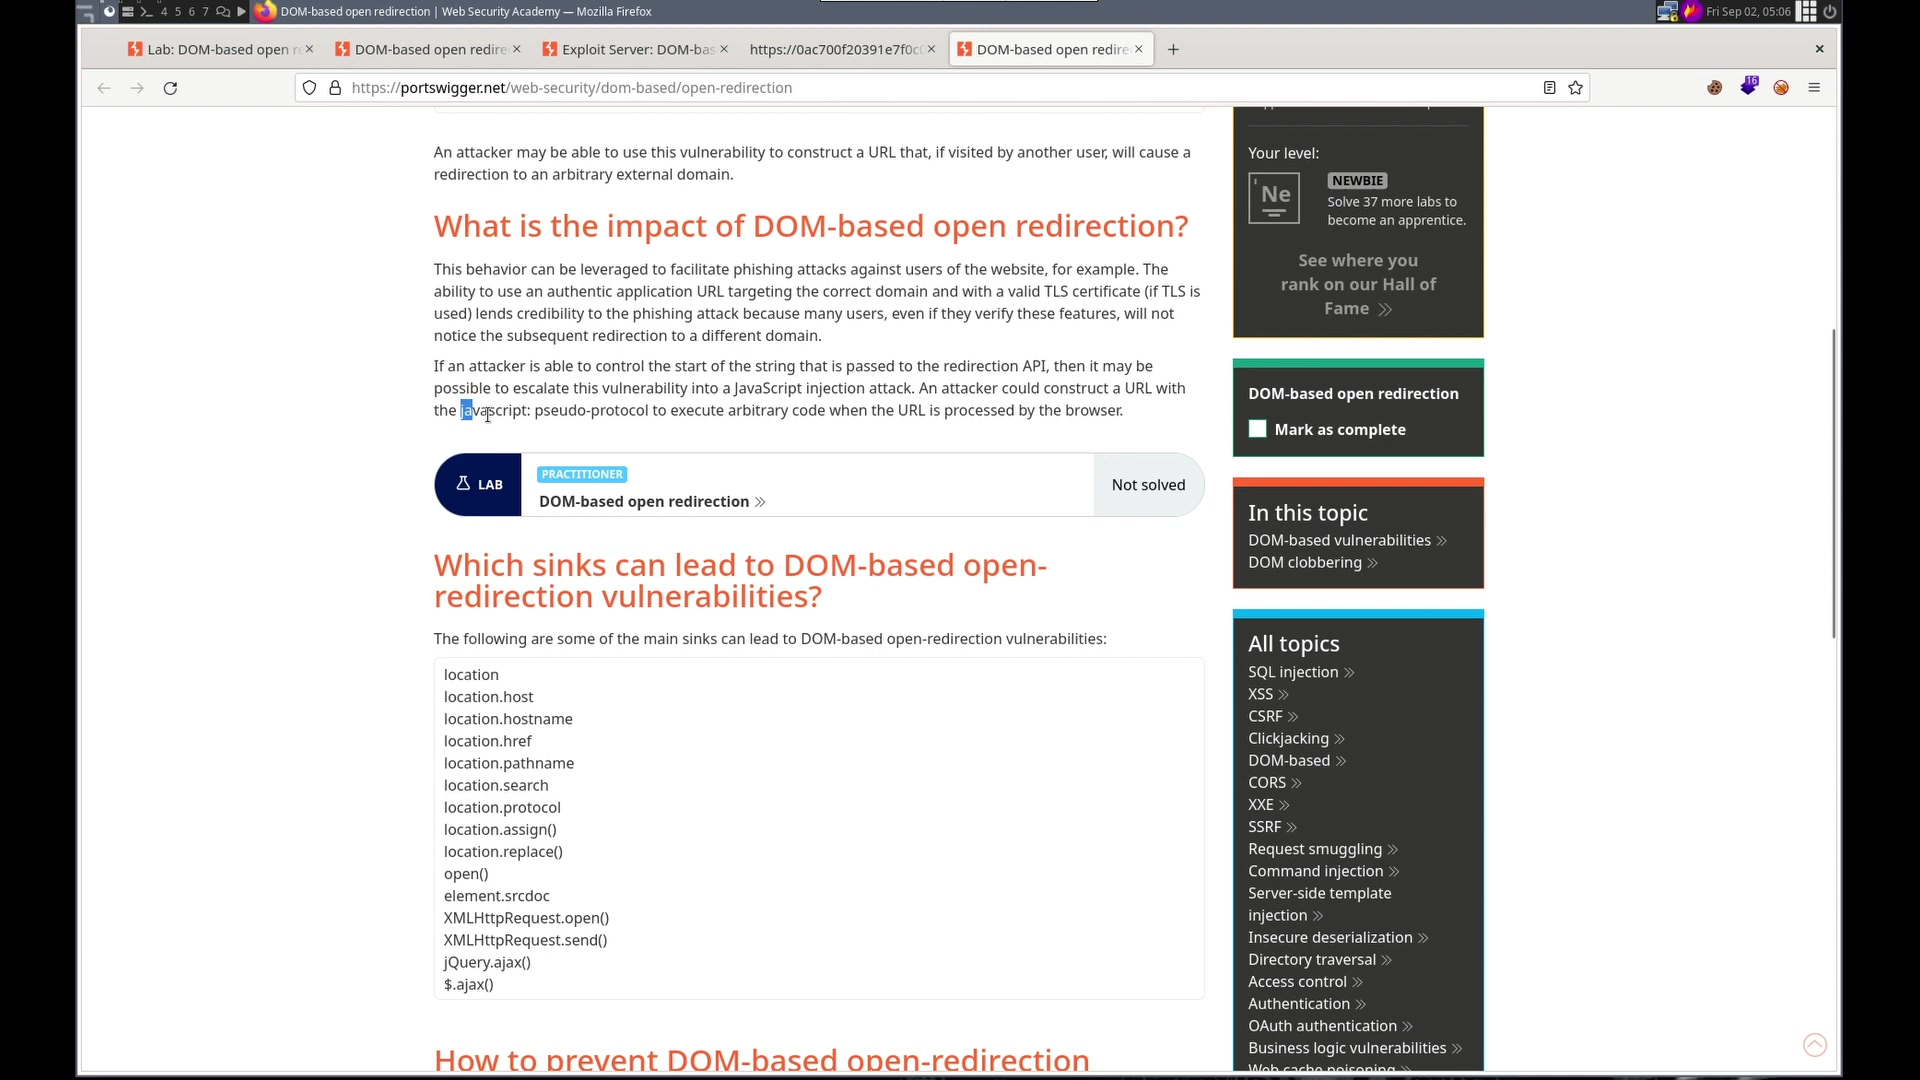 4 5 6 7
DOM-based open redirection | Web Security Academy — Mozilla Firefox
Fri Sep 02, 05:06
Lab: DOM-based open r
DOM-based open redire
Exploit Server: DOM-bas
https://0ac700f20391e7f0c
DOM-based open redire
https://portswigger.net/web-security/dom-based/open-redirection
16
An attacker may be able to use this vulnerability to construct a URL that, if visited by another user, will cause a
redirection to an arbitrary external domain.
What is the impact of DOM-based open redirection?
This behavior can be leveraged to facilitate phishing attacks against users of the website, for example. The
ability to use an authentic application URL targeting the correct domain and with a valid TLS certificate (if TLS is
used) lends credibility to the phishing attack because many users, even if they verify these features, will not
notice the subsequent redirection to a different domain.
If an attacker is able to control the start of the string that is passed to the redirection API, then it may be
possible to escalate this vulnerability into a JavaScript injection attack. An attacker could construct a URL with
the javascript: pseudo-protocol to execute arbitrary code when the URL is processed by the browser.
LAB
PRACTITIONER
DOM-based open redirection
Not solved
Which sinks can lead to DOM-based open-
redirection vulnerabilities?
The following are some of the main sinks can lead to DOM-based open-redirection vulnerabilities:
location
location.host
location.hostname
location.href
location.pathname
location.search
location.protocol
location.assign()
location.replace()
open()
element.srcdoc
XMLHttpRequest.open()
XMLHttpRequest.send()
jQuery.ajax()
$.ajax()
How to prevent DOM-based open-redirection
Your level:
Ne
NEWBIE
Solve 37 more labs to
become an apprentice.
See where you
rank on our Hall of
Fame
DOM-based open redirection
Mark as complete
In this topic
DOM-based vulnerabilities
DOM clobbering
All topics
SQL injection
XSS
CSRF
Clickjacking
DOM-based
CORS
XXE
SSRF
Request smuggling
Command injection
Server-side template
injection
Insecure deserialization
Directory traversal
Access control
Authentication
OAuth authentication
Business logic vulnerabilities
Web cache poisoning